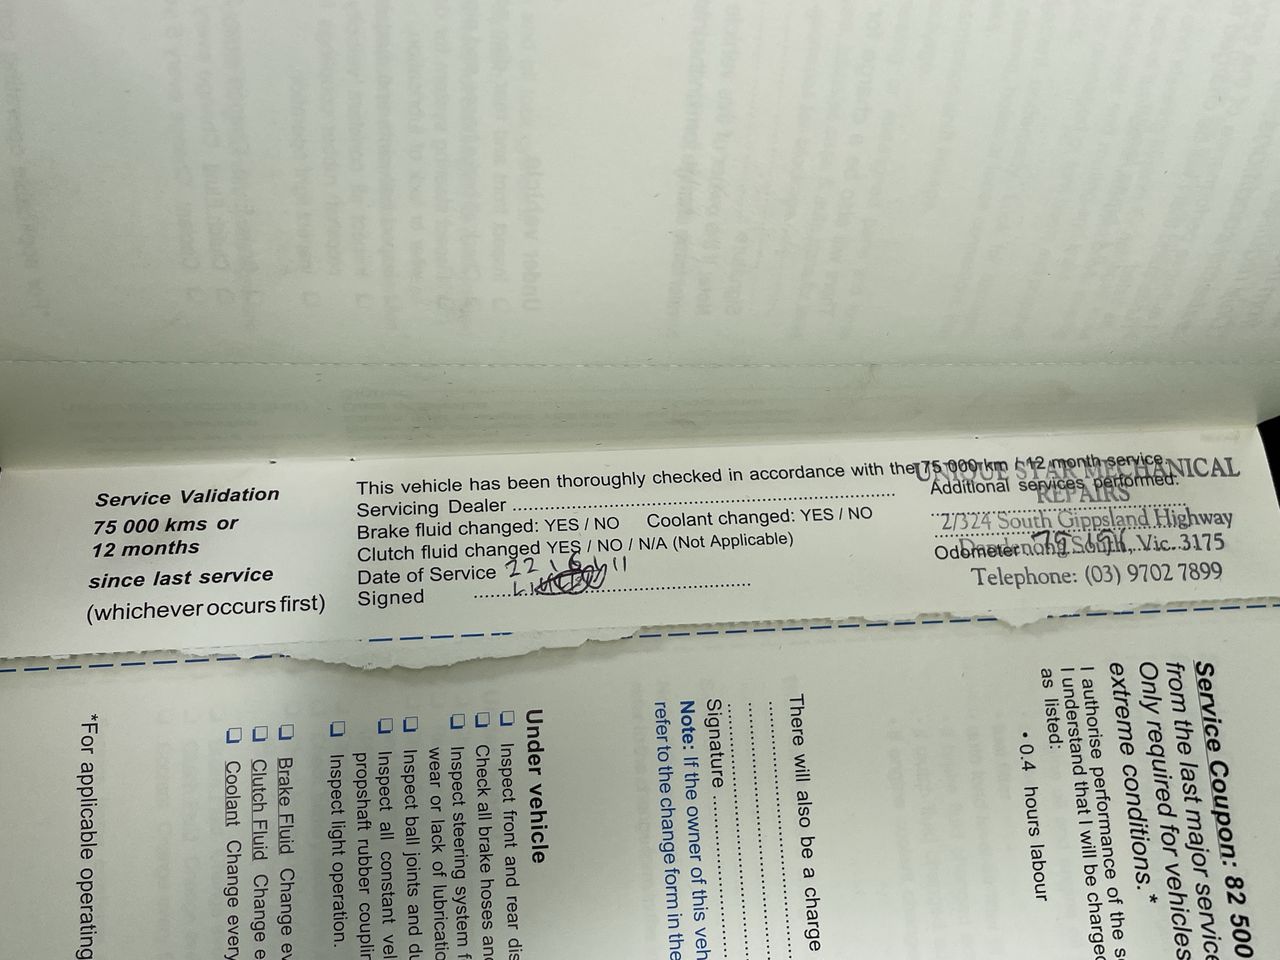 Service Validation
75 000 kms or
12 months
since last service
(whichever occurs first)
This vehicle has been thoroughly checked in accordance with the 75 000 km / 12 month service.
Servicing Dealer
Brake fluid changed: YES / NO Coolant changed: YES / NO
Clutch fluid changed YES / NO / N/A (Not Applicable)
Date of Service
Signed
Additional services performed:
Odometer
UNIQUE STAR MECHANICAL
REPAIRS
2/324 South Gippsland Highway
Dandenong South, Vic. 3175
Telephone: (03) 9702 7899
Service Coupon: 82 500
from the last major service
Only required for vehicles
extreme conditions.*
I authorise performance of the
I understand that I will be charged
as listed:
• 0.4 hours labour
There will also be a charge
Signature
Note: If the owner of this
refer to the change form in the
Under vehicle
❏ Inspect front and rear
❏ Check all brake hoses
❏ Inspect steering system
wear or lack of
❏ Inspect ball joints and
❏ Inspect all constant
propshaft rubber
❏ Inspect light operation.
❏ Brake Fluid Change
❏ Clutch Fluid Change
❏ Coolant Change every
*For applicable operating